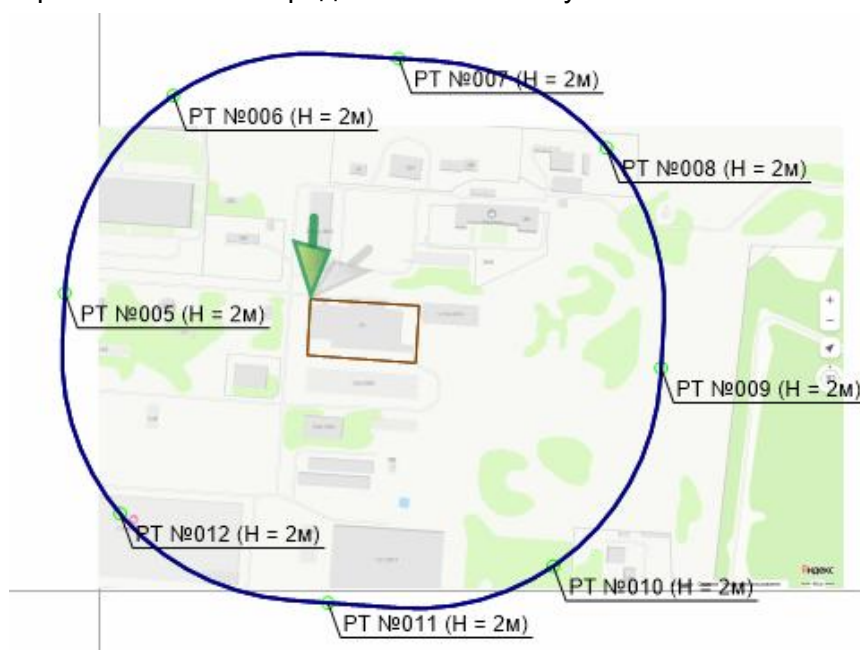 РТ №007 (Н = 2м)
РТ №006 (Н = 2м)
РТ №008 (Н = 2м)
РТ №005 (Н = 2м)
РТ №009 (Н = 2м)
РТ №012 (Н = 2м)
Яндекс
РТ №010 (Н = 2м)
РТ №011 (Н = 2м)